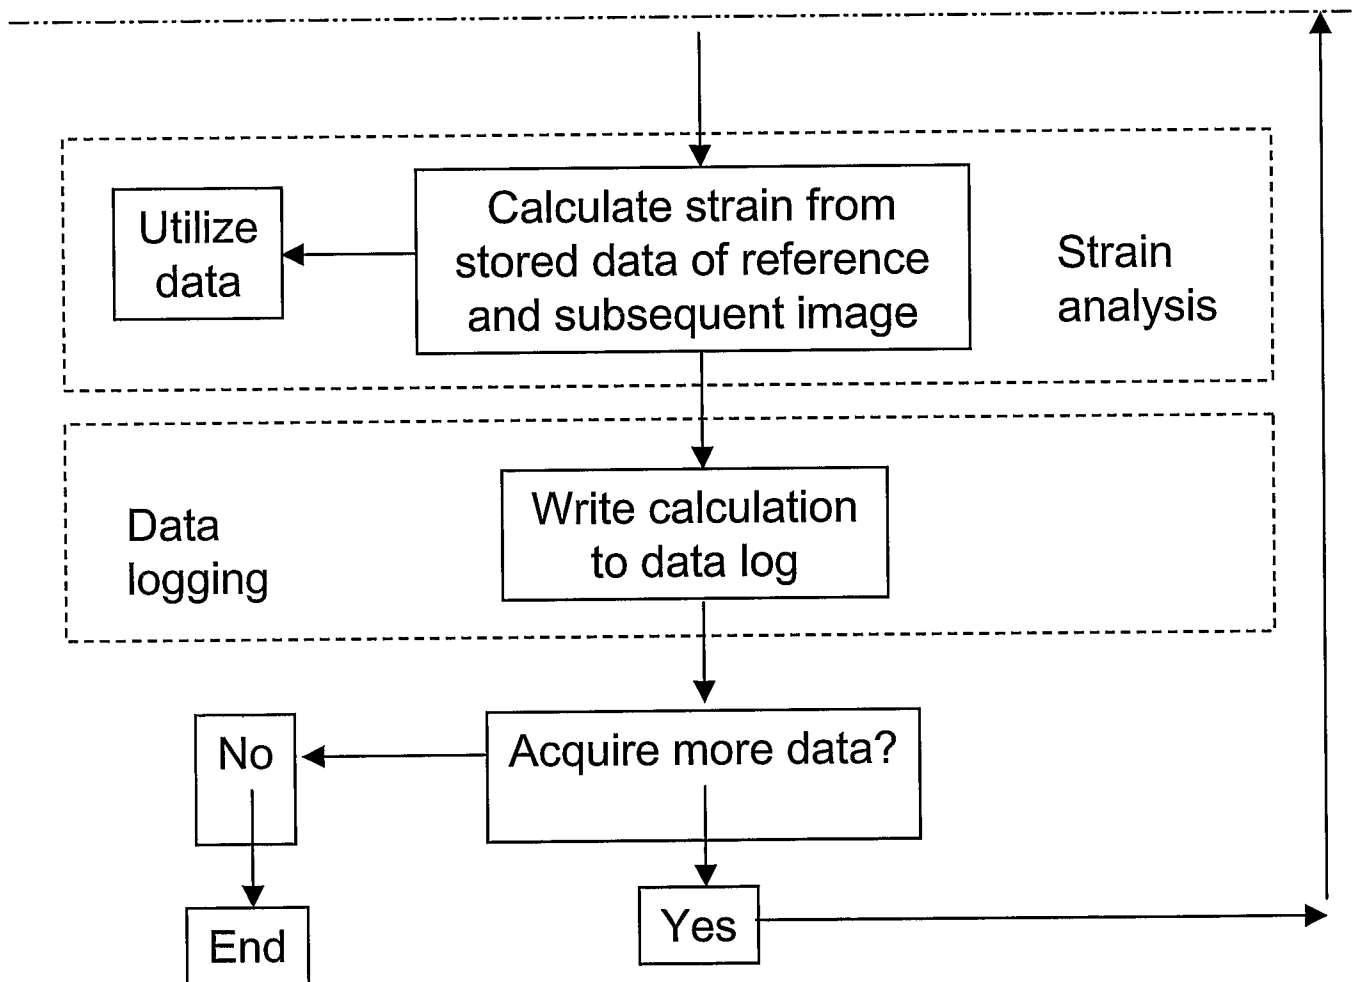 Utilize
data
Calculate strain from
stored data of reference
and subsequent image
Strain
analysis
Data
logging
Write calculation
to data log
No
Acquire more data?
End
Yes